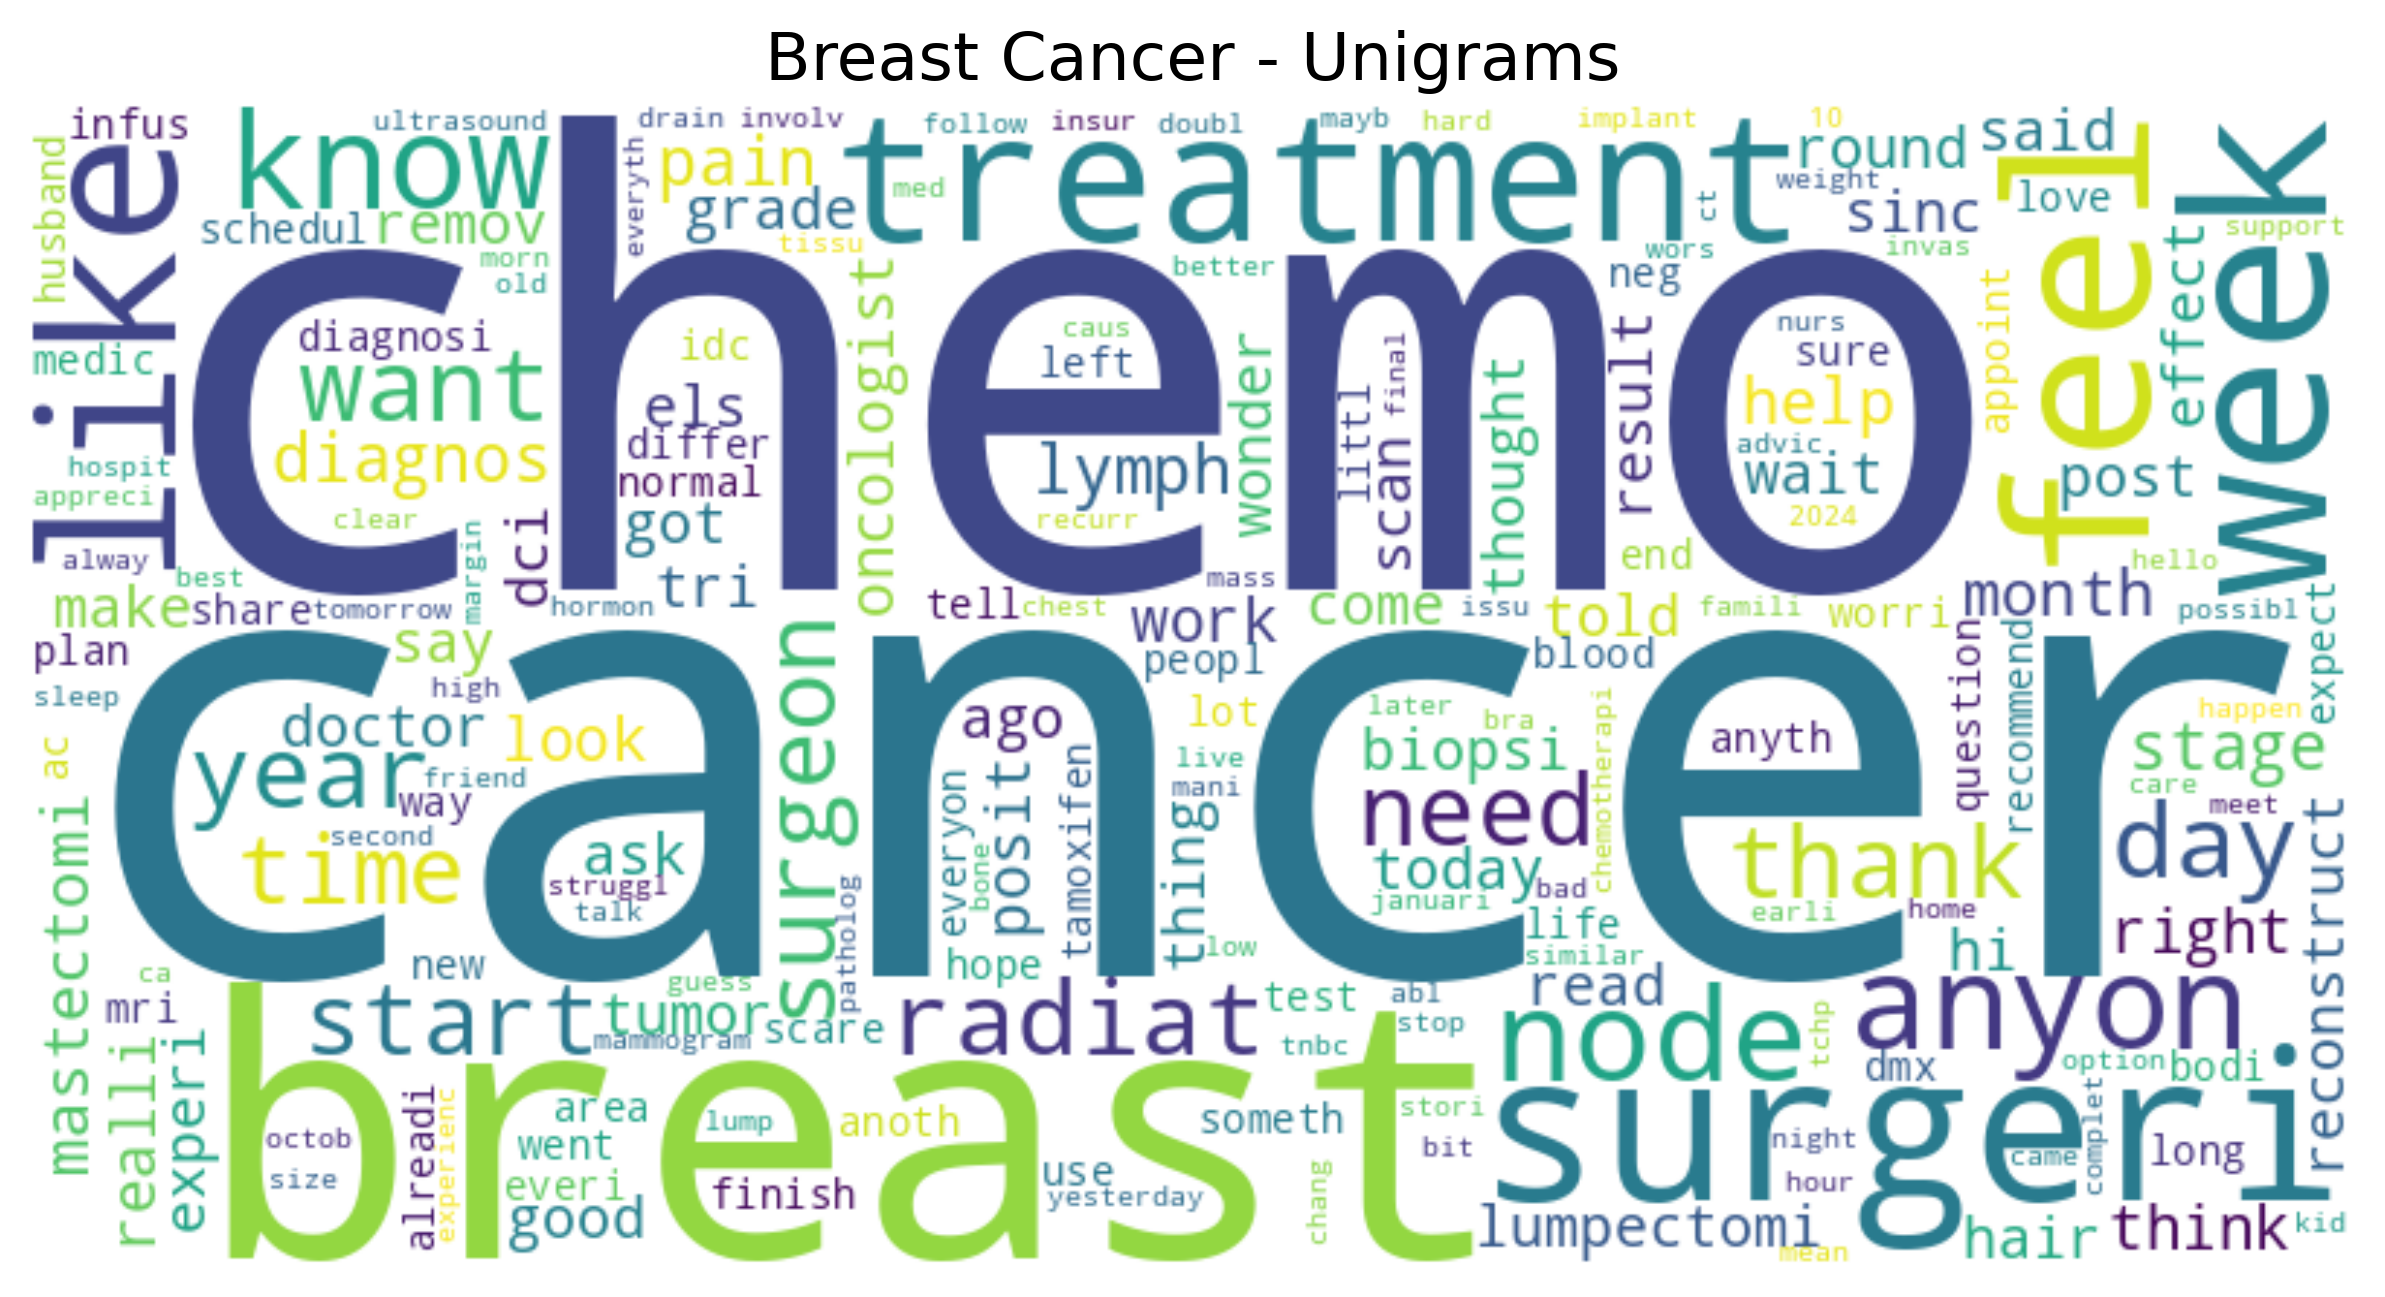 Breast Cancer - Unigrams
infus
ultrasound
drain
involv
follow
insur
doubl
mayb
hard
implant
10
said
husband
like
know
everyth
pain
med
treatment
round
weight
ct
feel
week
love
sinc
support
schedul
remov
grade
tissu
morn
old
better
wors
invas
neg
effect
chemo
oncologist
appoint
diagnosi
idc
caus
left
nurs
sure
medic
want
els
wonder
littl
final
scan
thought
result
help
advic
wait
diagnos
differ
normal
lymph
post
hospit
appreci
clear
got
recurr
2024
alway
margin
dci
tri
end
hello
best
mass
month
make
share
tomorrow
hormon
tell
chest
work
come
issu
told
famili
worri
possibl
expect
say
surgeon
peopl
blood
question
recommend
plan
sleep
high
cancer
doctor
look
ago
lot
later
bra
chemotherapi
anyth
happen
ac
year
friend
way
tamoxifen
posit
live
mani
biopsi
stage
care
meet
second
everyon
bone
need
time
ask
struggl
talk
thing
today
bad
januari
thank
day
earli
home
mastectomi
patholog
life
right
reconstruct
new
hope
low
similar
hi
ca
guess
read
mri
start
tumor
mammogram
scare
radiat
test
abl
stop
tnbc
node
tchp
anyon
dmx
option
bodi
realli
experi
breast
surgeri
octob
size
alreadi
experienc
area
went
everi
good
lump
anoth
finish
someth
use
yesterday
chang
stori
bit
night
hour
came
complet
long
lumpectomi
mean
hair
think
kid